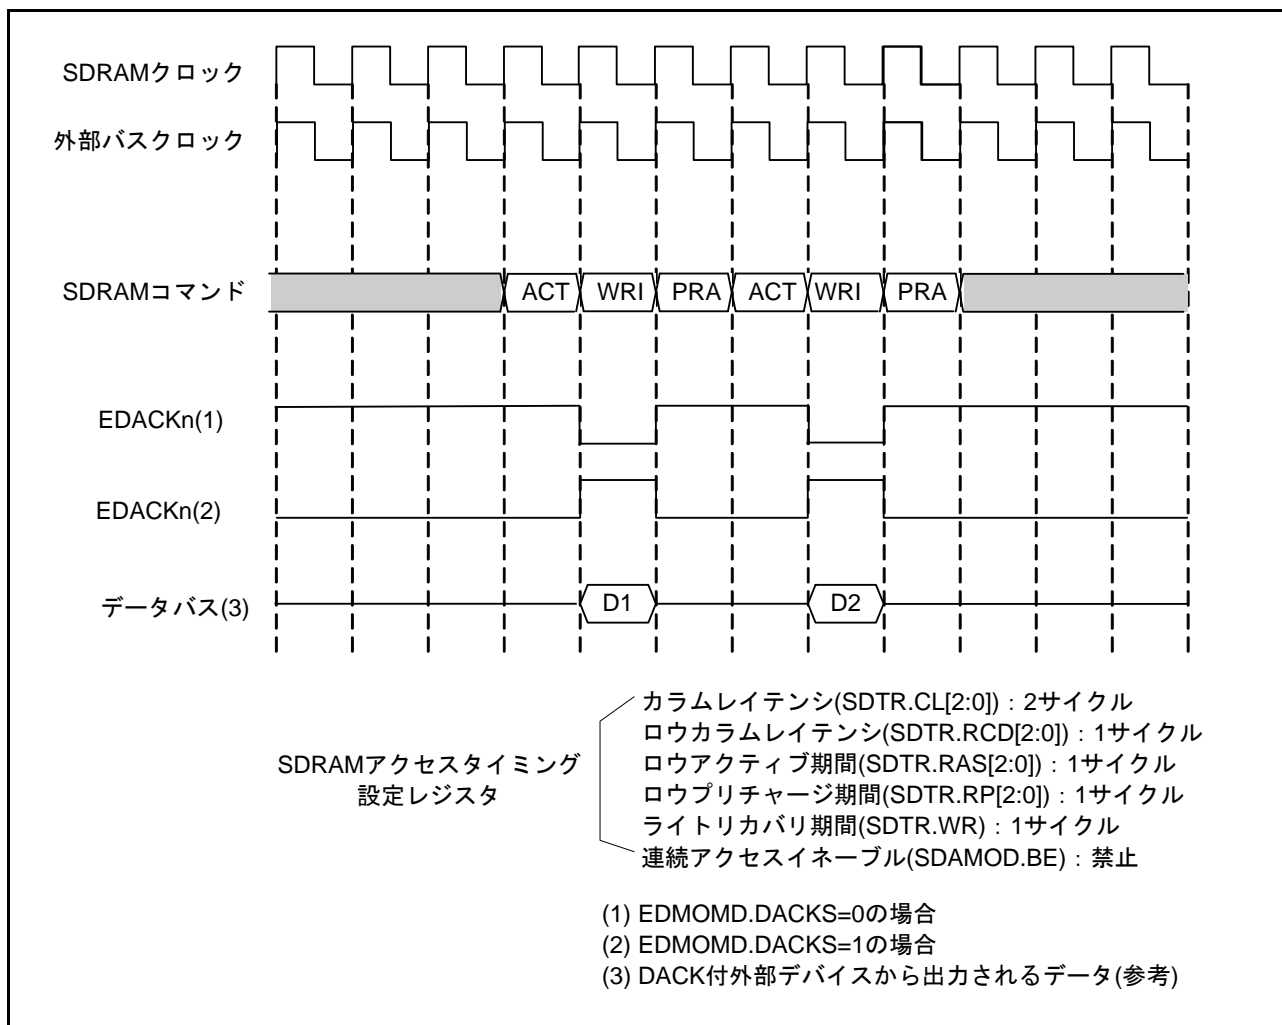 SDRAMクロック
外部バスクロック
SDRAMコマンド
ACT WRI PRA ACT WRI PRA
EDACKn(1)
EDACKn(2)
データバス(3)
D1 D2
SDRAMアクセスタイミング
設定レジスタ
カラムレイテンシ(SDTR.CL[2:0])：2サイクル
ロウカラムレイテンシ(SDTR.RCD[2:0])：1サイクル
ロウアクティブ期間(SDTR.RAS[2:0])：1サイクル
ロウプリチャージ期間(SDTR.RP[2:0])：1サイクル
ライトリカバリ期間(SDTR.WR)：1サイクル
連続アクセスイネーブル(SDAMOD.BE)：禁止
(1) EDMOMD.DACKS=0の場合
(2) EDMOMD.DACKS=1の場合
(3) DACK付外部デバイスから出力されるデータ(参考)